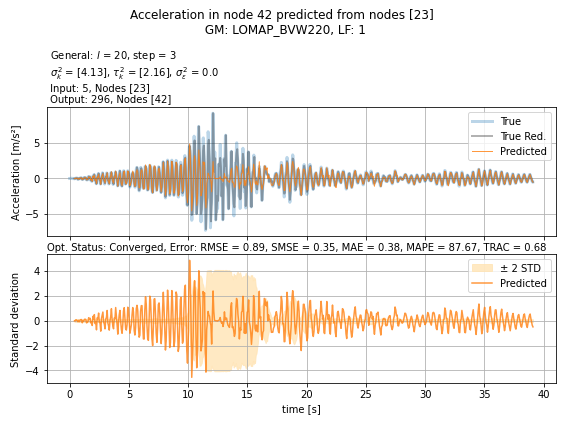 Acceleration in node 42 predicted from nodes [23]
GM: LOMAP_BVW220, LF: 1
General: l = 20, step = 3
σ²ₖ = [4.13], τ²ₖ = [2.16], σ²ε = 0.0
Input: 5, Nodes [23]
Output: 296, Nodes [42]
Acceleration [m/s²]
5
0
−5
True
True Red.
Predicted
Opt. Status: Converged, Error: RMSE = 0.89, SMSE = 0.35, MAE = 0.38, MAPE = 87.67, TRAC = 0.68
Standard deviation
4
2
0
−2
−4
± 2 STD
Predicted
0 5 10 15 20 25 30 35 40
time [s]